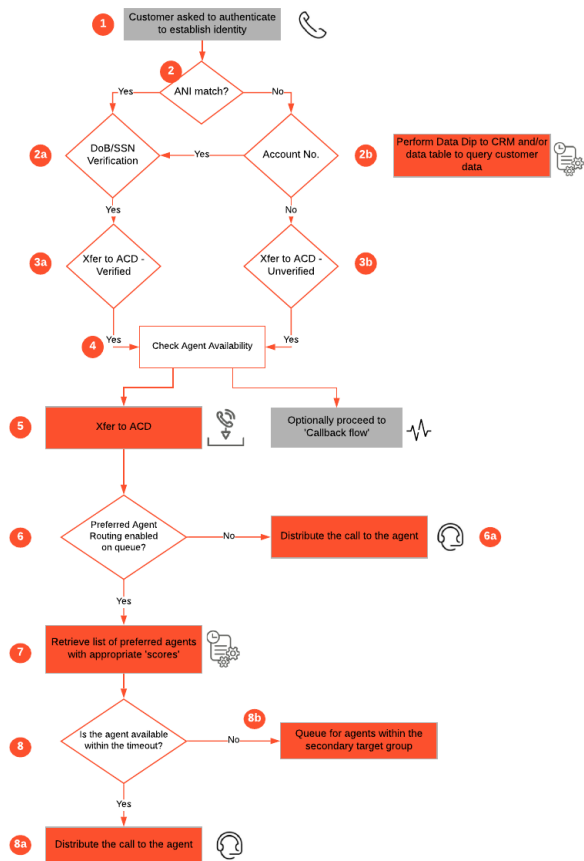 1
Customer asked to authenticate
to establish identity
2
ANI match?
Yes
No
2a
DoB/SSN
Verification
Yes
Account No.
2b
Perform Data Dip to CRM and/or
data table to query customer
data
Yes
No
3a
Xfer to ACD -
Verified
Xfer to ACD -
Unverified
3b
4
Yes
Check Agent Availability
Yes
5
Xfer to ACD
Optionally proceed to
'Callback flow'
6
Preferred Agent
Routing enabled
on queue?
No
Distribute the call to the agent
6a
Yes
7
Retrieve list of preferred agents
with appropriate 'scores'
8
Is the agent available
within the timeout?
No
8b
Queue for agents within the
secondary target group
Yes
8a
Distribute the call to the agent